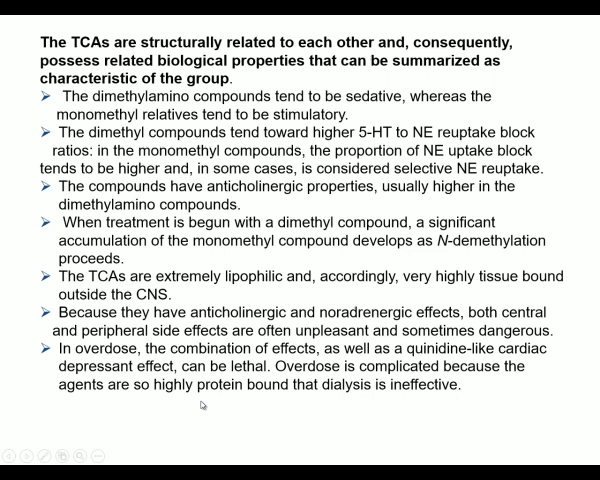 The TCAs are structurally related to each other and, consequently,
possess related biological properties that can be summarized as
characteristic of the group.
➢ The dimethylamino compounds tend to be sedative, whereas the
monomethyl relatives tend to be stimulatory.
➢ The dimethyl compounds tend toward higher 5-HT to NE reuptake block
ratios: in the monomethyl compounds, the proportion of NE uptake block
tends to be higher and, in some cases, is considered selective NE reuptake.
➢ The compounds have anticholinergic properties, usually higher in the
dimethylamino compounds.
➢ When treatment is begun with a dimethyl compound, a significant
accumulation of the monomethyl compound develops as N-demethylation
proceeds.
➢ The TCAs are extremely lipophilic and, accordingly, very highly tissue bound
outside the CNS.
➢ Because they have anticholinergic and noradrenergic effects, both central
and peripheral side effects are often unpleasant and sometimes dangerous.
➢ In overdose, the combination of effects, as well as a quinidine-like cardiac
depressant effect, can be lethal. Overdose is complicated because the
agents are so highly protein bound that dialysis is ineffective.